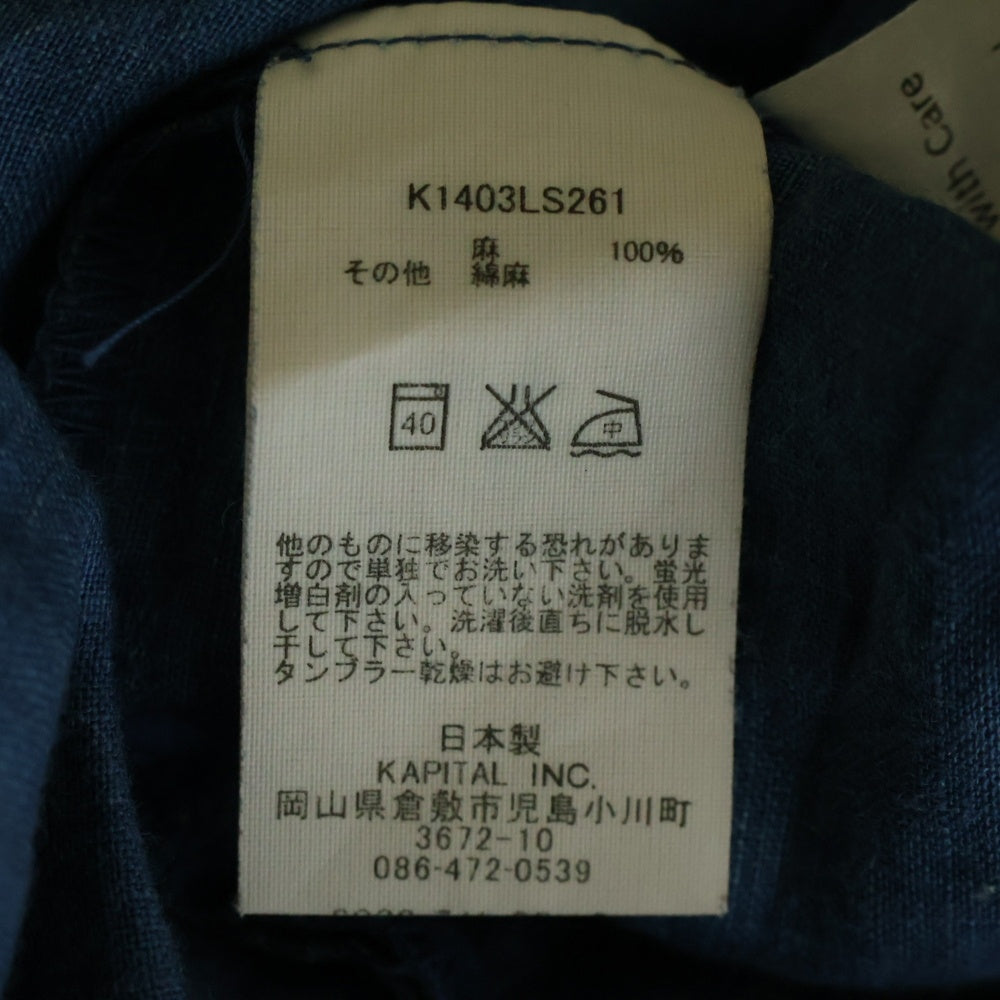 K1403LS261
麻 100%
その他 綿麻
40
中
他のものに移染する恐れがありま
すので単独でお洗い下さい。蛍光
増白剤の入っていない洗剤を使用
して下さい。洗濯後直ちに脱水し
干して下さい。
タンブラー乾燥はお避け下さい。
日本製
KAPITAL INC.
岡山県倉敷市児島小川町
3672-10
086-472-0539
with Care